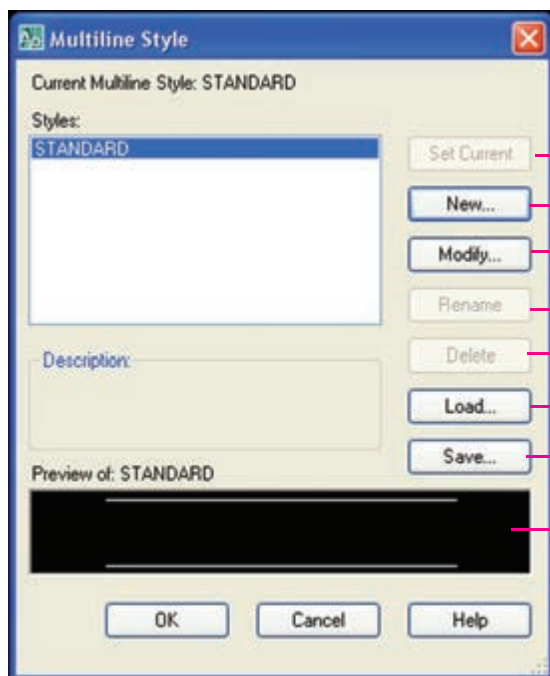 Multiline Style
Current Multiline Style: STANDARD
Styles:
STANDARD
Set Current
New...
Modify...
Rename
Delete
Load...
Save...
Description:
Preview of: STANDARD
OK
Cancel
Help